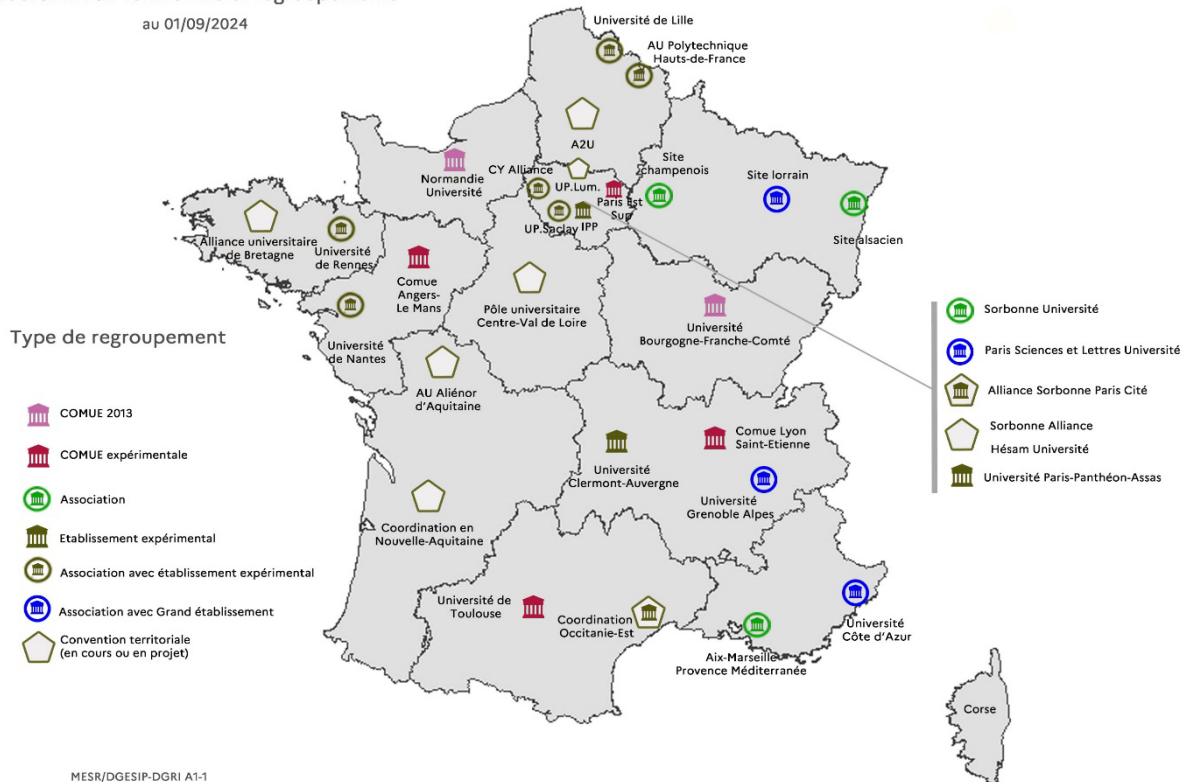 au 01/09/2024
Université de Lille
AU Polytechnique
Hauts-de-France
A2U
Site
champenois
Site lorrain
CY Alliance
Normandie
Université
UP.Lum.
Paris Est
Sup
UP.Saclay
IPP
Site alsacien
Alliance universitaire
de Bretagne
Université
de Rennes
Comue
Angers-
Le Mans
Pôle universitaire
Centre-Val de Loire
Université
Bourgogne-Franche-Comté
Université
de Nantes
AU Aliénor
d'Aquitaine
Comue Lyon
Saint-Etienne
Université
Clermont-Auvergne
Université
Grenoble Alpes
Coordination en
Nouvelle-Aquitaine
Université de
Toulouse
Coordination
Occitanie-Est
Université
Côte d'Azur
Aix-Marseille
Provence Méditerranée
Corse
Type de regroupement
COMUE 2013
COMUE expérimentale
Association
Etablissement expérimental
Association avec établissement expérimental
Association avec Grand établissement
Convention territoriale
(en cours ou en projet)
Sorbonne Université
Paris Sciences et Lettres Université
Alliance Sorbonne Paris Cité
Sorbonne Alliance
Hésam Université
Université Paris-Panthéon-Assas
MESR/DGESIP-DGRI A1-1